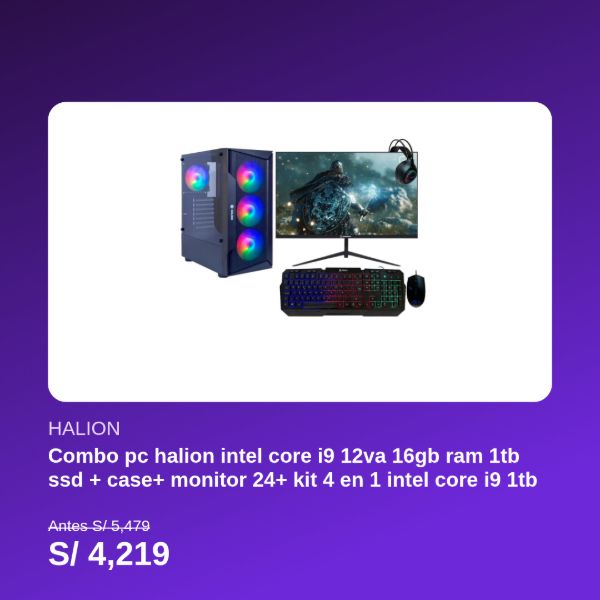 HALION
Combo pc halion intel core i9 12va 16gb ram 1tb
ssd + case+ monitor 24+ kit 4 en 1 intel core i9 1tb
Antes S/ 5,479
S/ 4,219